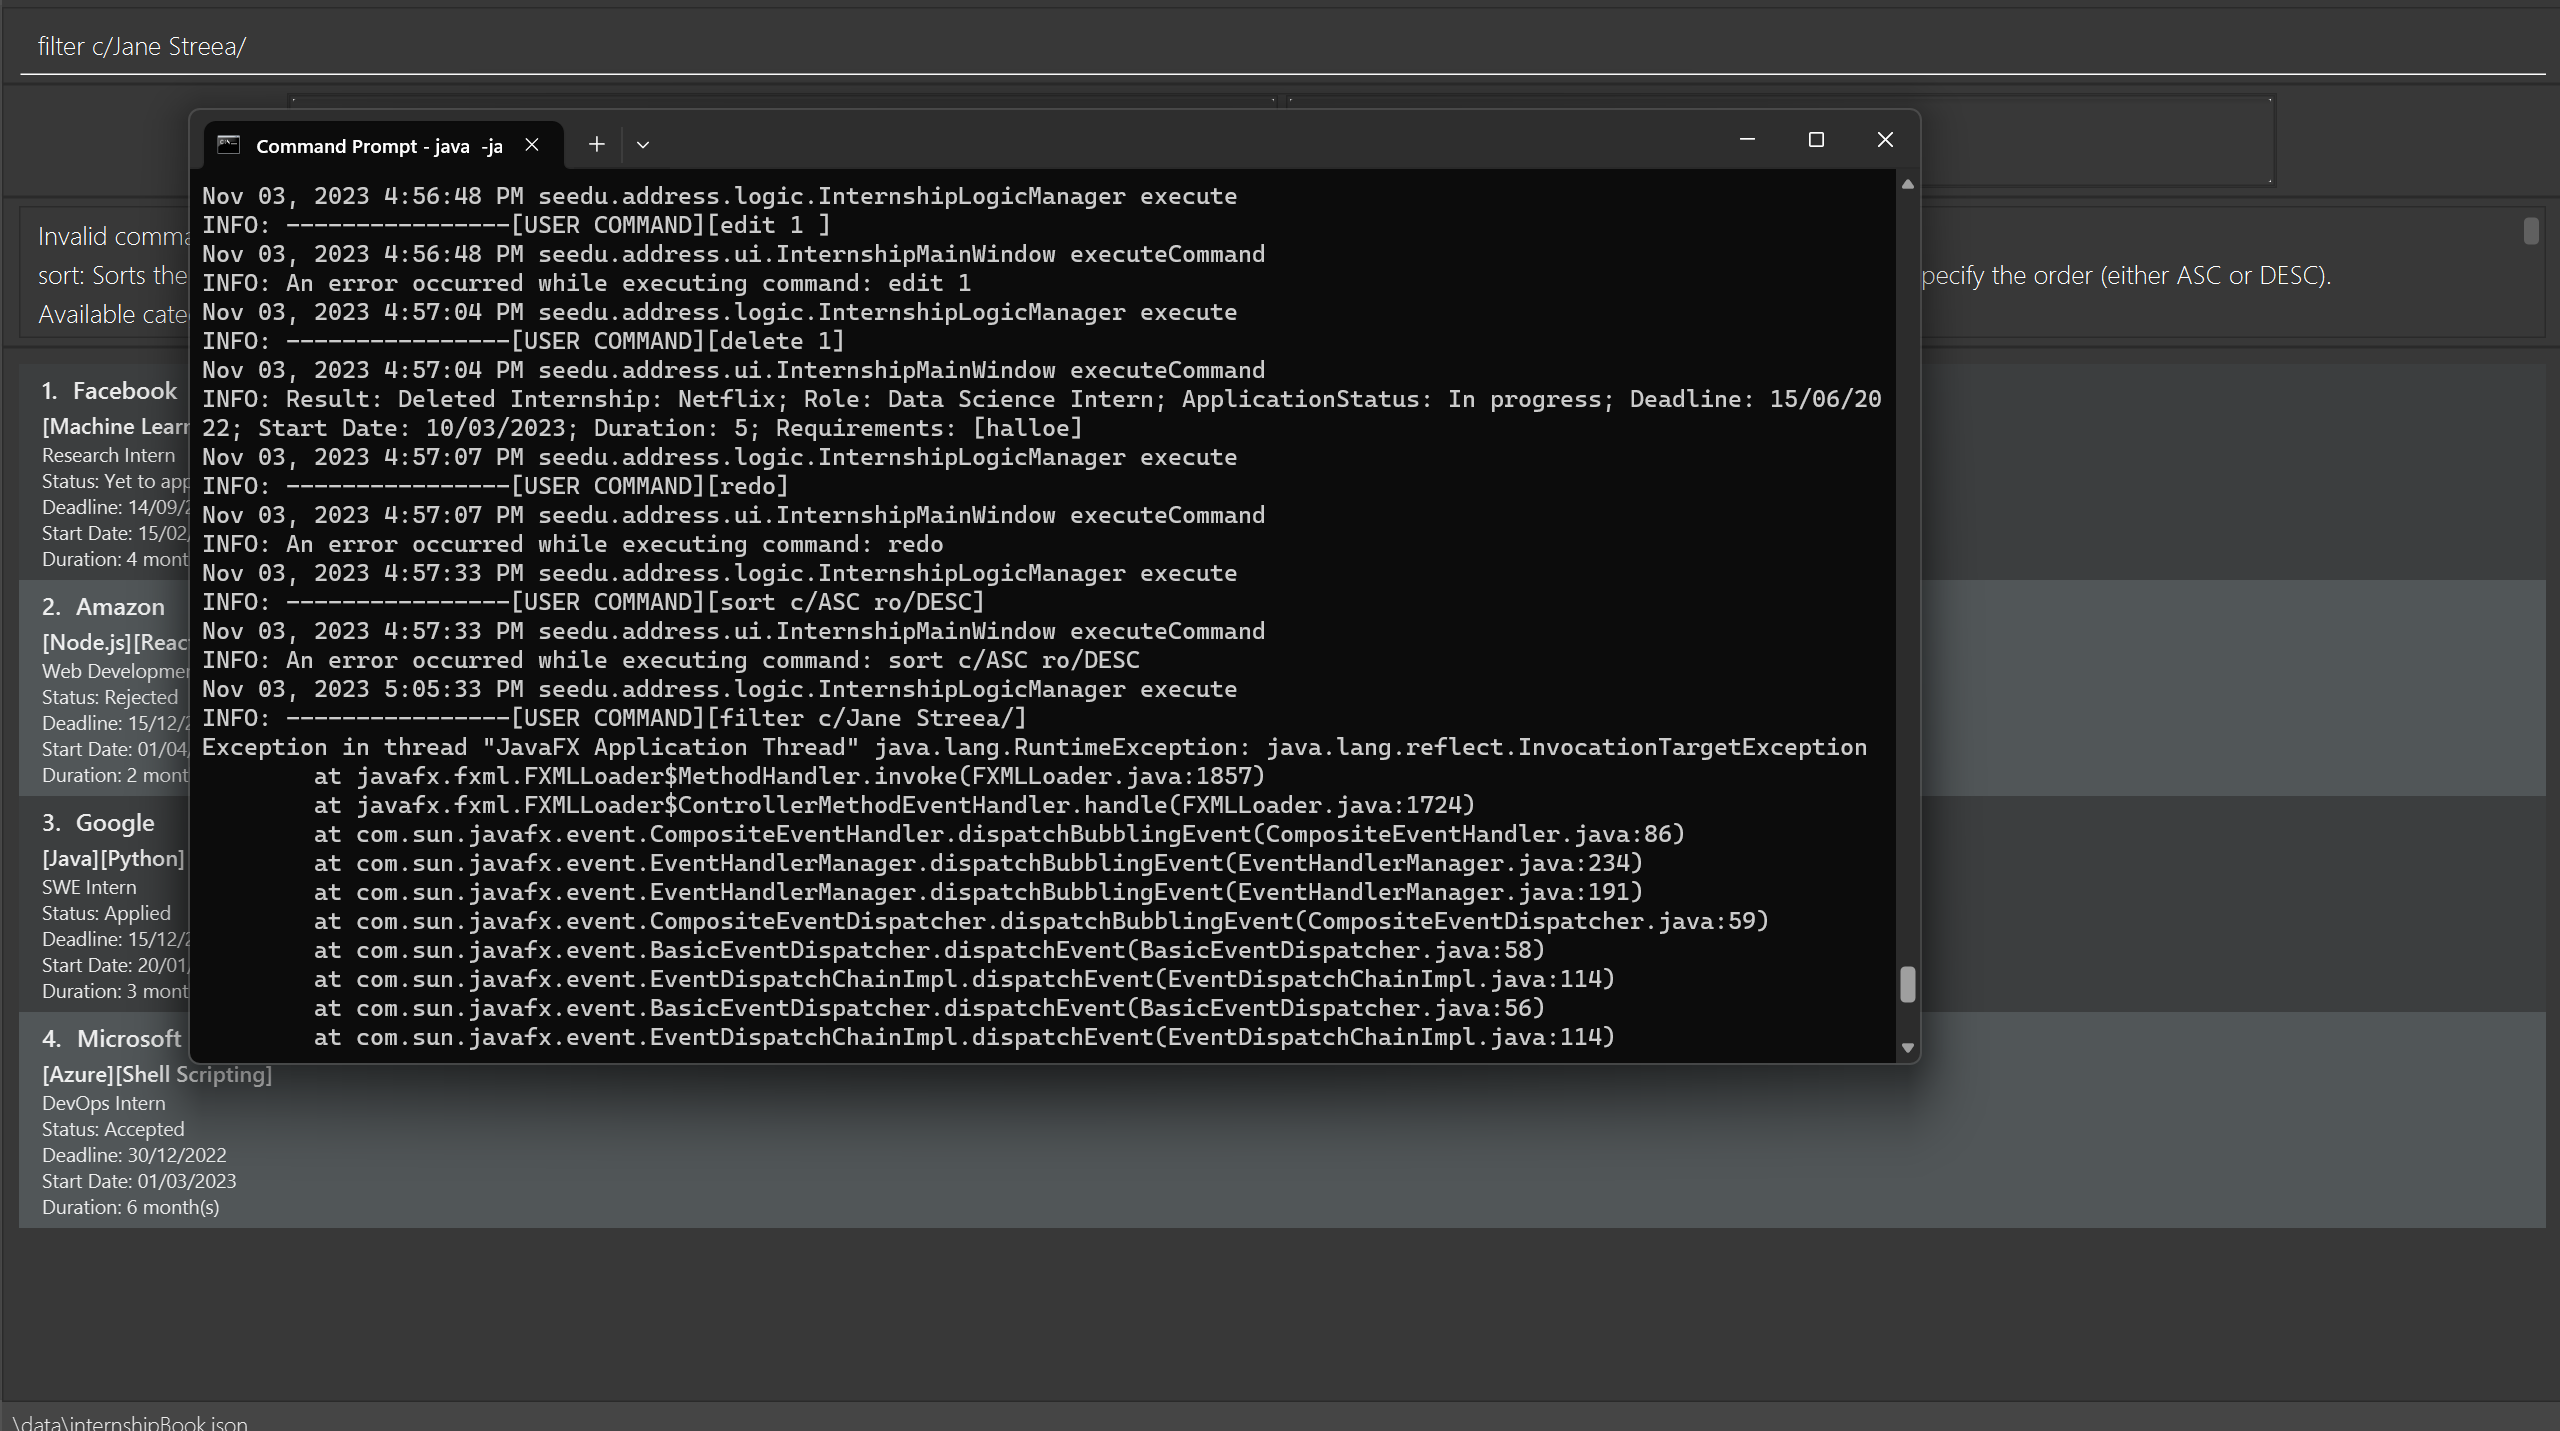 filter c/Jane Streea/
Command Prompt - java -ja
Nov 03, 2023 4:56:48 PM seedu.address.logic.InternshipLogicManager execute
INFO: ----------------[USER COMMAND][edit 1 ]
Nov 03, 2023 4:56:48 PM seedu.address.ui.InternshipMainWindow executeCommand
INFO: An error occurred while executing command: edit 1
Nov 03, 2023 4:57:04 PM seedu.address.logic.InternshipLogicManager execute
INFO: ----------------[USER COMMAND][delete 1]
Nov 03, 2023 4:57:04 PM seedu.address.ui.InternshipMainWindow executeCommand
INFO: Result: Deleted Internship: Netflix; Role: Data Science Intern; ApplicationStatus: In progress; Deadline: 15/06/20
22; Start Date: 10/03/2023; Duration: 5; Requirements: [halloe]
Nov 03, 2023 4:57:07 PM seedu.address.logic.InternshipLogicManager execute
INFO: ----------------[USER COMMAND][redo]
Nov 03, 2023 4:57:07 PM seedu.address.ui.InternshipMainWindow executeCommand
INFO: An error occurred while executing command: redo
Nov 03, 2023 4:57:33 PM seedu.address.logic.InternshipLogicManager execute
INFO: ----------------[USER COMMAND][sort c/ASC ro/DESC]
Nov 03, 2023 4:57:33 PM seedu.address.ui.InternshipMainWindow executeCommand
INFO: An error occurred while executing command: sort c/ASC ro/DESC
Nov 03, 2023 5:05:33 PM seedu.address.logic.InternshipLogicManager execute
INFO: ----------------[USER COMMAND][filter c/Jane Streea/]
Exception in thread "JavaFX Application Thread" java.lang.RuntimeException: java.lang.reflect.InvocationTargetException
at javafx.fxml.FXMLLoader$MethodHandler.invoke(FXMLLoader.java:1857)
at javafx.fxml.FXMLLoader$ControllerMethodEventHandler.handle(FXMLLoader.java:1724)
at com.sun.javafx.event.CompositeEventHandler.dispatchBubblingEvent(CompositeEventHandler.java:86)
at com.sun.javafx.event.EventHandlerManager.dispatchBubblingEvent(EventHandlerManager.java:234)
at com.sun.javafx.event.EventHandlerManager.dispatchBubblingEvent(EventHandlerManager.java:191)
at com.sun.javafx.event.CompositeEventDispatcher.dispatchBubblingEvent(CompositeEventDispatcher.java:59)
at com.sun.javafx.event.BasicEventDispatcher.dispatchEvent(BasicEventDispatcher.java:58)
at com.sun.javafx.event.EventDispatchChainImpl.dispatchEvent(EventDispatchChainImpl.java:114)
at com.sun.javafx.event.BasicEventDispatcher.dispatchEvent(BasicEventDispatcher.java:56)
at com.sun.javafx.event.EventDispatchChainImpl.dispatchEvent(EventDispatchChainImpl.java:114)
Invalid comma
sort: Sorts the
pecify the order (either ASC or DESC).
Available cate
1. Facebook
[Machine Learn
Research Intern
Status: Yet to app
Deadline: 14/09/2
Start Date: 15/02/
Duration: 4 mont
2. Amazon
[Node.js][Reac
Web Developmen
Status: Rejected
Deadline: 15/12/2
Start Date: 01/04/
Duration: 2 mont
3. Google
[Java][Python]
SWE Intern
Status: Applied
Deadline: 15/12/2
Start Date: 20/01/
Duration: 3 mont
4. Microsoft
[Azure][Shell Scripting]
DevOps Intern
Status: Accepted
Deadline: 30/12/2022
Start Date: 01/03/2023
Duration: 6 month(s)
\data\internshipBook.json